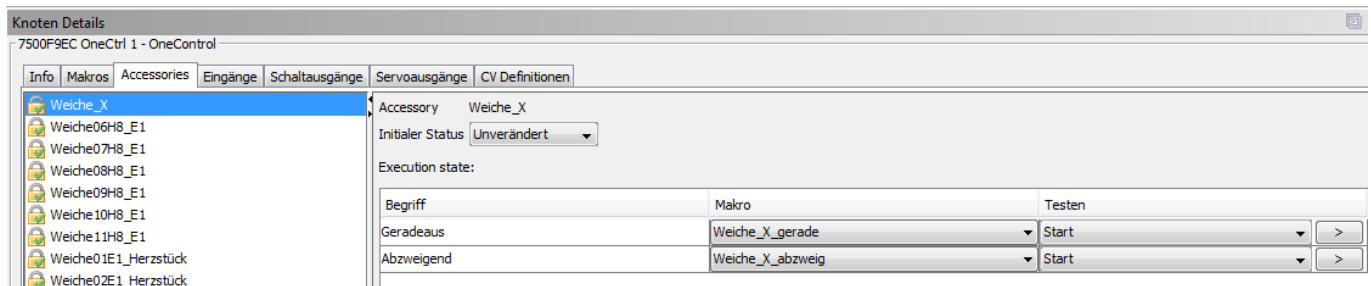 Knoten Details
7500F9EC OneCtrl 1 - OneControl
Info Makros Accessories Eingänge Schaltausgänge Servoausgänge CV Definitionen
Weiche_X
Weiche06H8_E1
Weiche07H8_E1
Weiche08H8_E1
Weiche09H8_E1
Weiche10H8_E1
Weiche11H8_E1
Weiche01E1_Herzstück
Weiche02E1_Herzstück
Accessory Weiche_X
Initialer Status Unverändert
Execution state:
Begriff Makro Testen
Geradeaus Weiche_X_gerade Start >
Abzweigend Weiche_X_abzweig Start >